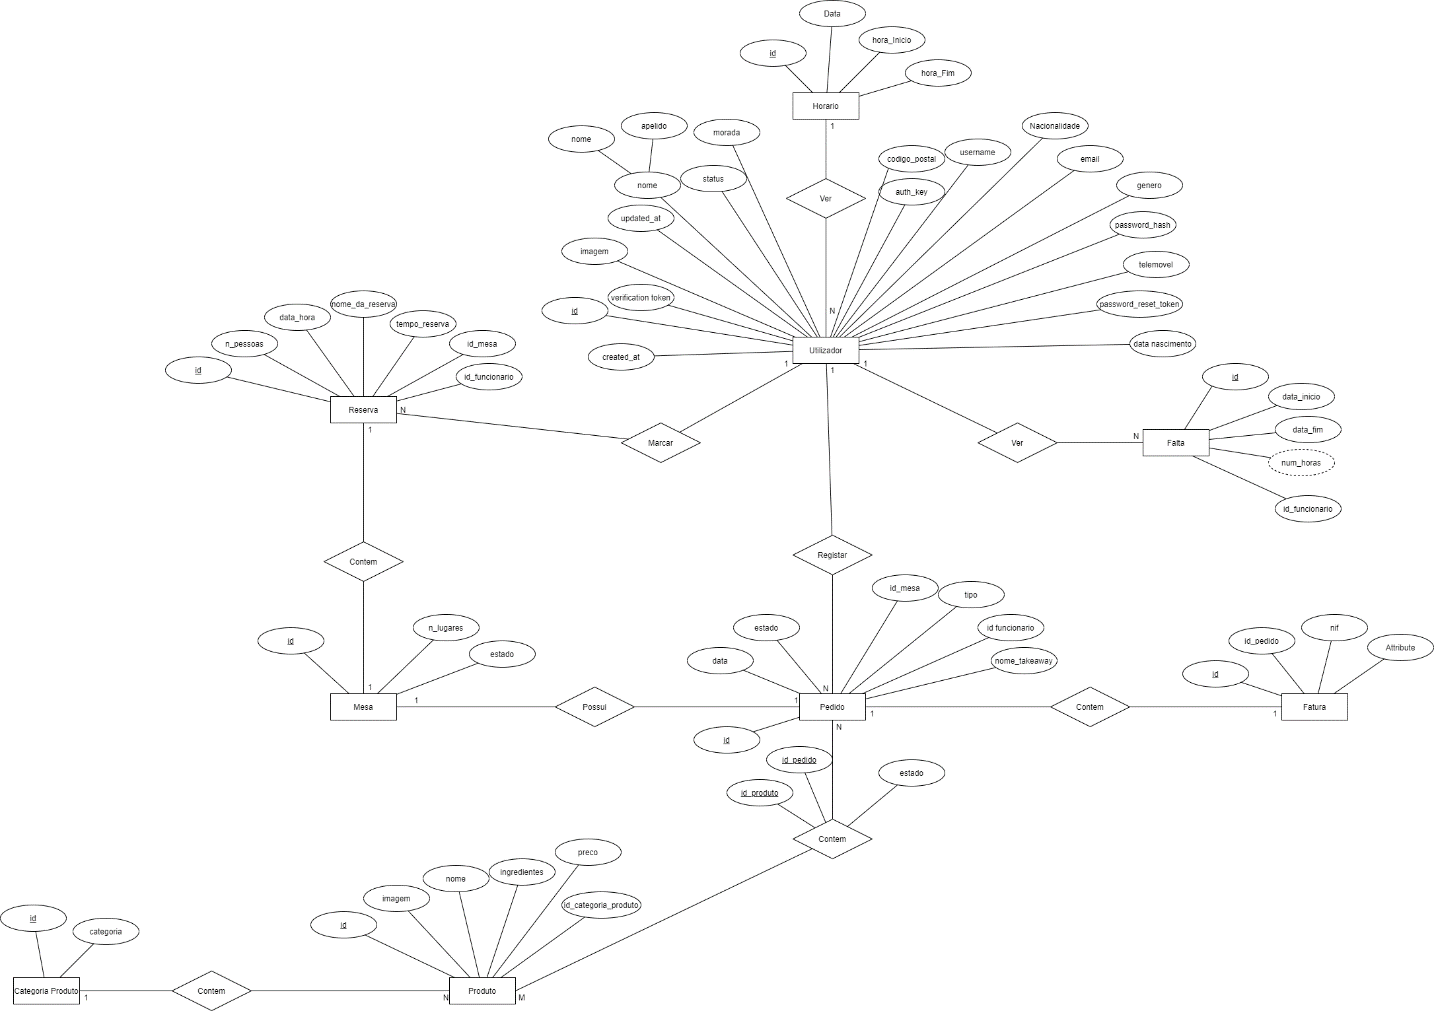 Data
hora_Inicio
id
hora_Fim
Horario
1
apelido
nome
morada
Nacionalidade
username
codigo_postal
email
nome
status
auth_key
genero
Ver
updated_at
password_hash
imagem
telemovel
verification token
password_reset_token
id
N
created_at
Utilizador
data nascimento
1
1
1
nome_da_reserva
data_hora
tempo_reserva
n_pessoas
id_mesa
id
id_funcionario
Reserva
N
1
Marcar
Ver
N
Falta
id
data_inicio
data_fim
num_horas
id_funcionario
Contem
Registar
id_mesa
tipo
estado
id funcionario
data
nome_takeaway
n_lugares
id
estado
1
Mesa
1
Possui
1
N
Pedido
1
N
Contem
1
Fatura
id_pedido
nif
Attribute
id
id
id_pedido
id_produto
estado
Contem
preco
ingredientes
nome
imagem
id_categoria_produto
id
id
categoria
Categoria Produto
1
Contem
N
Produto
M